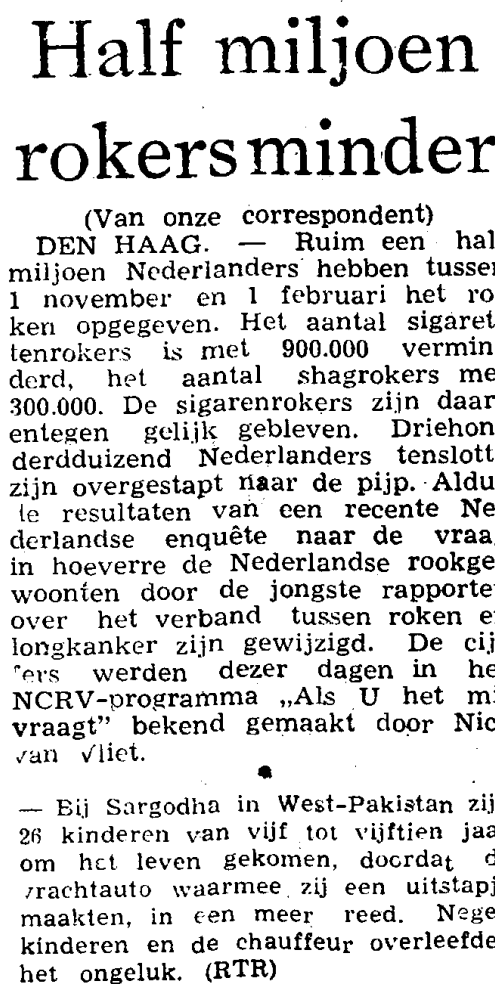 Half miljoen
rokers minder
(Van onze correspondent)
DEN HAAG. — Ruim een hal
miljoen Nederlanders hebben tusse
1 november en 1 februari het ro
ken opgegeven. Het aantal sigaret
tenrokers is met 900.000 vermin
derd, het aantal shagrokers me
300.000. De sigarenrokers zijn daar
entegen gelijk gebleven. Driehon
derdduizend Nederlanders tenslott
zijn overgestapt naar de pijp. Aldu
te resultaten van een recente Ne
derlandse enquête naar de vraa
in hoeverre de Nederlandse rookge
woonten door de jongste rapporte
over het verband tussen roken e
longkanker zijn gewijzigd. De cij
fers werden dezer dagen in he
NCRV-programma „Als U het mi
vraagt” bekend gemaakt door Nic
van Vliet.
— Bij Sargodha in West-Pakistan zij
26 kinderen van vijf tot vijftien jaa
om het leven gekomen, doordat d
vrachtauto waarmee zij een uitstapj
maakten, in een meer reed. Nege
kinderen en de chauffeur overleefde
het ongeluk. (RTR)